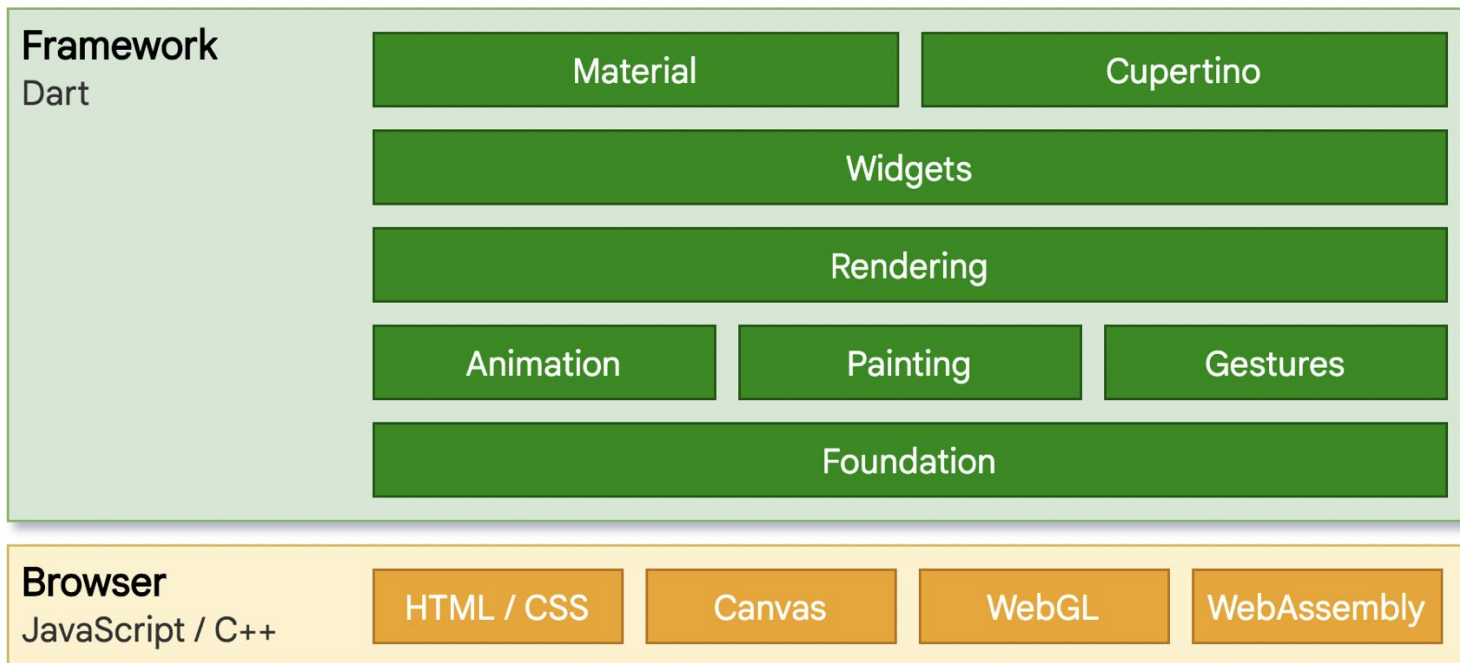 Framework
Dart
Material
Cupertino
Widgets
Rendering
Animation
Painting
Gestures
Foundation
Browser
JavaScript / C++
HTML / CSS
Canvas
WebGL
WebAssembly